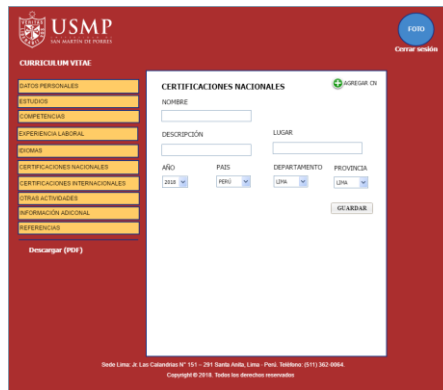 USMP
SAN MARTÍN DE PORRES
FOTO
Cerrar sesión
CURRICULUM VITAE
DATOS PERSONALES
ESTUDIOS
COMPETENCIAS
EXPERIENCIA LABORAL
IDIOMAS
CERTIFICACIONES NACIONALES
CERTIFICACIONES INTERNACIONALES
OTRAS ACTIVIDADES
INFORMACIÓN ADICONAL
REFERENCIAS
Descargar (PDF)
CERTIFICACIONES NACIONALES
AGREGAR CN
NOMBRE
DESCRIPCIÓN LUGAR
AÑO PAIS DEPARTAMENTO PROVINCIA
2018 PERÚ LIMA LIMA
GUARDAR
Sede Lima: Jr. Las Calandrias N° 151 – 291 Santa Anita, Lima - Perú. Teléfono: (511) 362-0064.
Copyright © 2018. Todos los derechos reservados